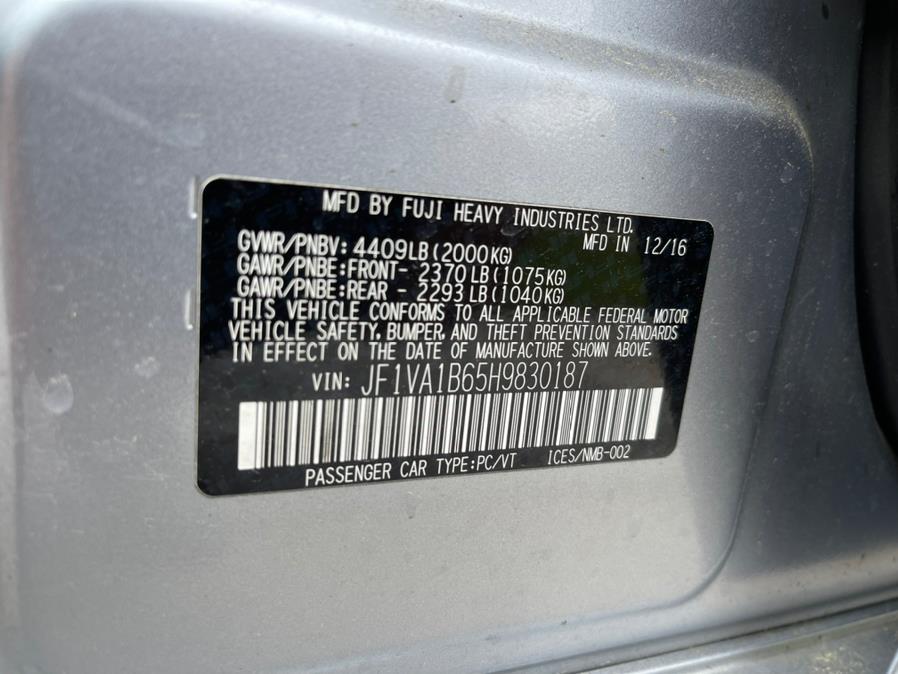 MFD BY FUJI HEAVY INDUSTRIES LTD.
GVWR/PNBV: 4409LB(2000KG) MFD IN 12/16
GAWR/PNBE:FRONT- 2370LB(1075KG)
GAWR/PNBE:REAR - 2293LB(1040KG)
THIS VEHICLE CONFORMS TO ALL APPLICABLE FEDERAL MOTOR
VEHICLE SAFETY, BUMPER, AND THEFT PREVENTION STANDARDS
IN EFFECT ON THE DATE OF MANUFACTURE SHOWN ABOVE.
VIN: JF1VA1B65H9830187
PASSENGER CAR TYPE:PC/VT ICES/NMB-002